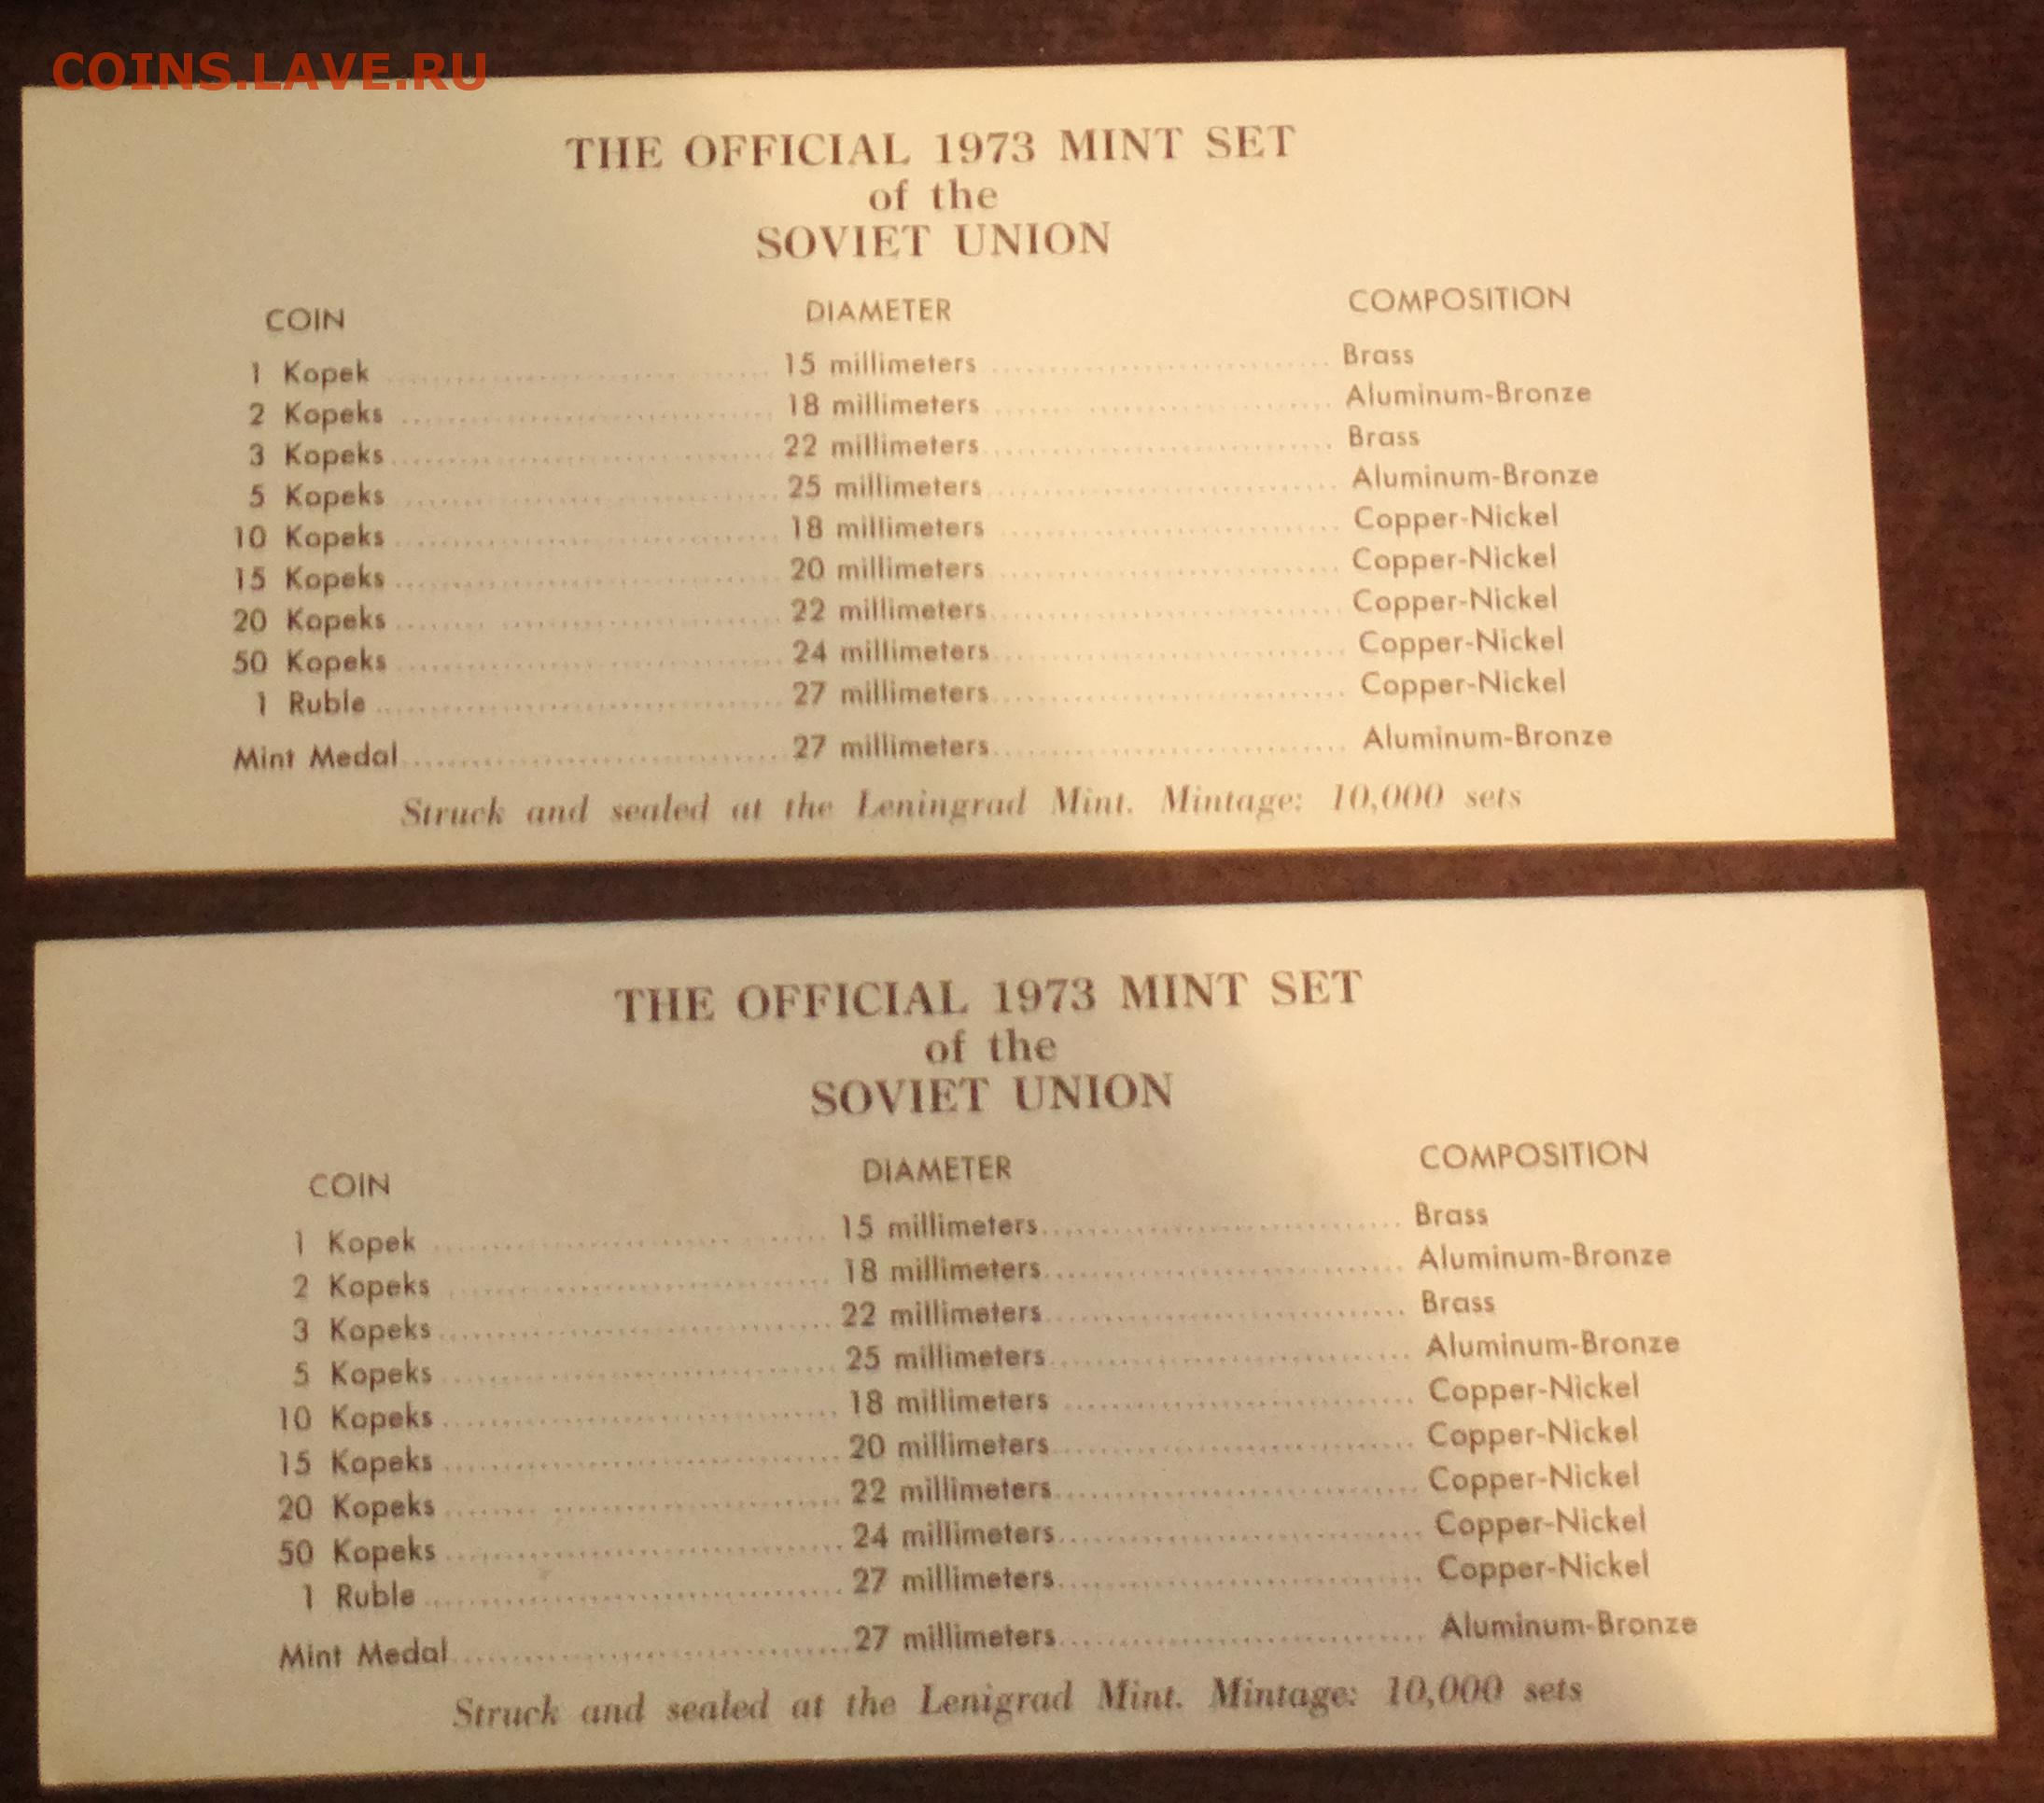 COINS.LAVE.RU
THE OFFICIAL 1973 MINT SET
of the
SOVIET UNION
COIN DIAMETER COMPOSITION
1 Kopek 15 millimeters Brass
2 Kopeks 18 millimeters Aluminum-Bronze
3 Kopeks 22 millimeters Brass
5 Kopeks 25 millimeters Aluminum-Bronze
10 Kopeks 18 millimeters Copper-Nickel
15 Kopeks 20 millimeters Copper-Nickel
20 Kopeks 22 millimeters Copper-Nickel
50 Kopeks 24 millimeters Copper-Nickel
1 Ruble 27 millimeters Copper-Nickel
Mint Medal 27 millimeters Aluminum-Bronze
Struck and sealed at the Leningrad Mint. Mintage: 10,000 sets
THE OFFICIAL 1973 MINT SET
of the
SOVIET UNION
COIN DIAMETER COMPOSITION
1 Kopek 15 millimeters Brass
2 Kopeks 18 millimeters Aluminum-Bronze
3 Kopeks 22 millimeters Brass
5 Kopeks 25 millimeters Aluminum-Bronze
10 Kopeks 18 millimeters Copper-Nickel
15 Kopeks 20 millimeters Copper-Nickel
20 Kopeks 22 millimeters Copper-Nickel
50 Kopeks 24 millimeters Copper-Nickel
1 Ruble 27 millimeters Copper-Nickel
Mint Medal 27 millimeters Aluminum-Bronze
Struck and sealed at the Lenigrad Mint. Mintage: 10,000 sets